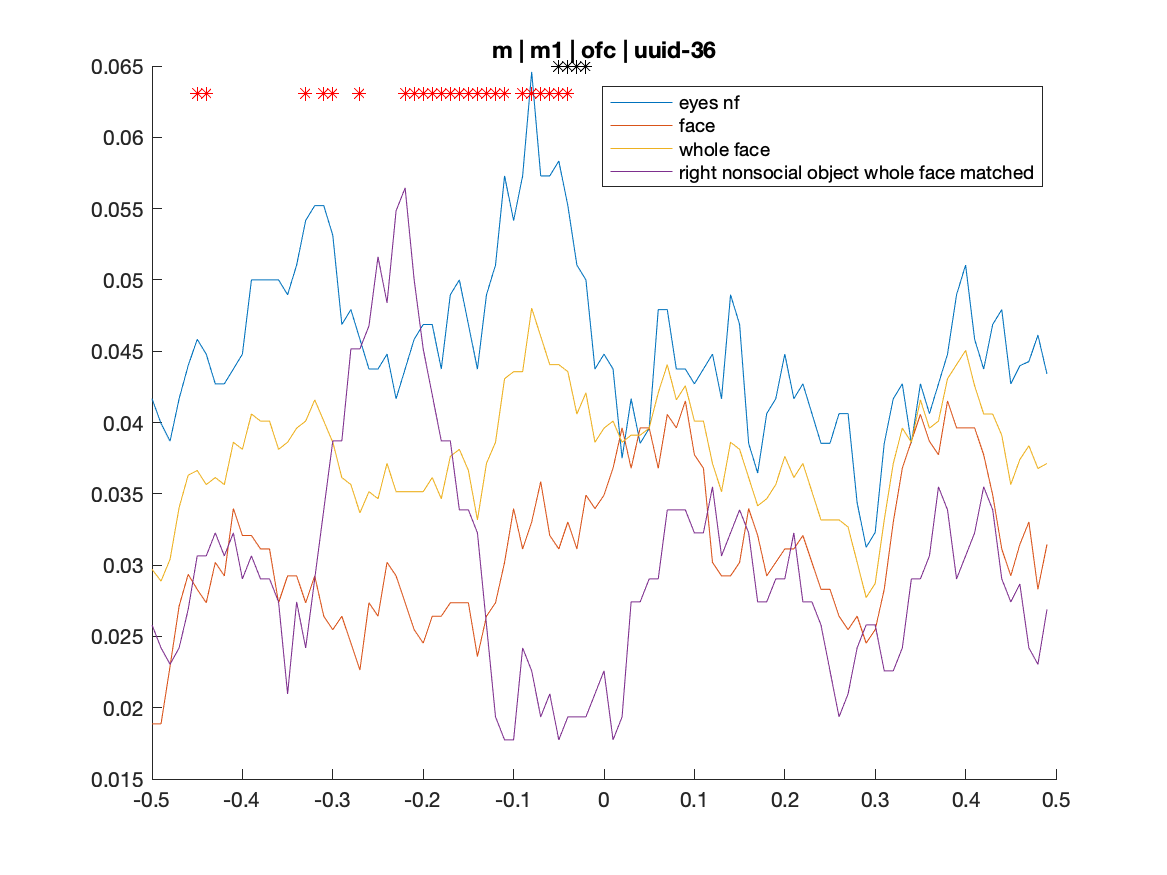 m | m1 | ofc | uuid-36
0.065
0.06
0.055
0.05
0.045
0.04
0.035
0.03
0.025
0.02
0.015
eyes nf
face
whole face
right nonsocial object whole face matched
-0.5 -0.4 -0.3 -0.2 -0.1 0 0.1 0.2 0.3 0.4 0.5